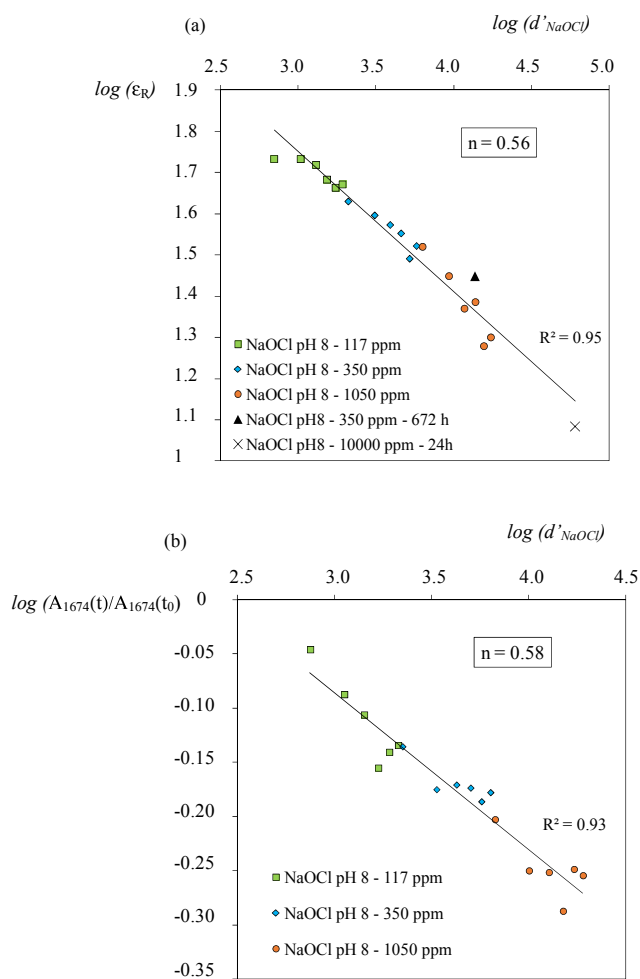 (a)
log (d'NaOCl)
2.5 3.0 3.5 4.0 4.5 5.0
log (εR)
1.9
1.8
1.7
1.6
1.5
1.4
1.3
1.2
1.1
1
n = 0.56
R² = 0.95
NaOCl pH 8 - 117 ppm
NaOCl pH 8 - 350 ppm
NaOCl pH 8 - 1050 ppm
NaOCl pH8 - 350 ppm - 672 h
NaOCl pH8 - 10000 ppm - 24h
(b)
log (d'NaOCl)
2.5 3.0 3.5 4.0 4.5
log (A1674(t)/A1674(t0)
0
-0.05
-0.10
-0.15
-0.20
-0.25
-0.30
-0.35
n = 0.58
R² = 0.93
NaOCl pH 8 - 117 ppm
NaOCl pH 8 - 350 ppm
NaOCl pH 8 - 1050 ppm